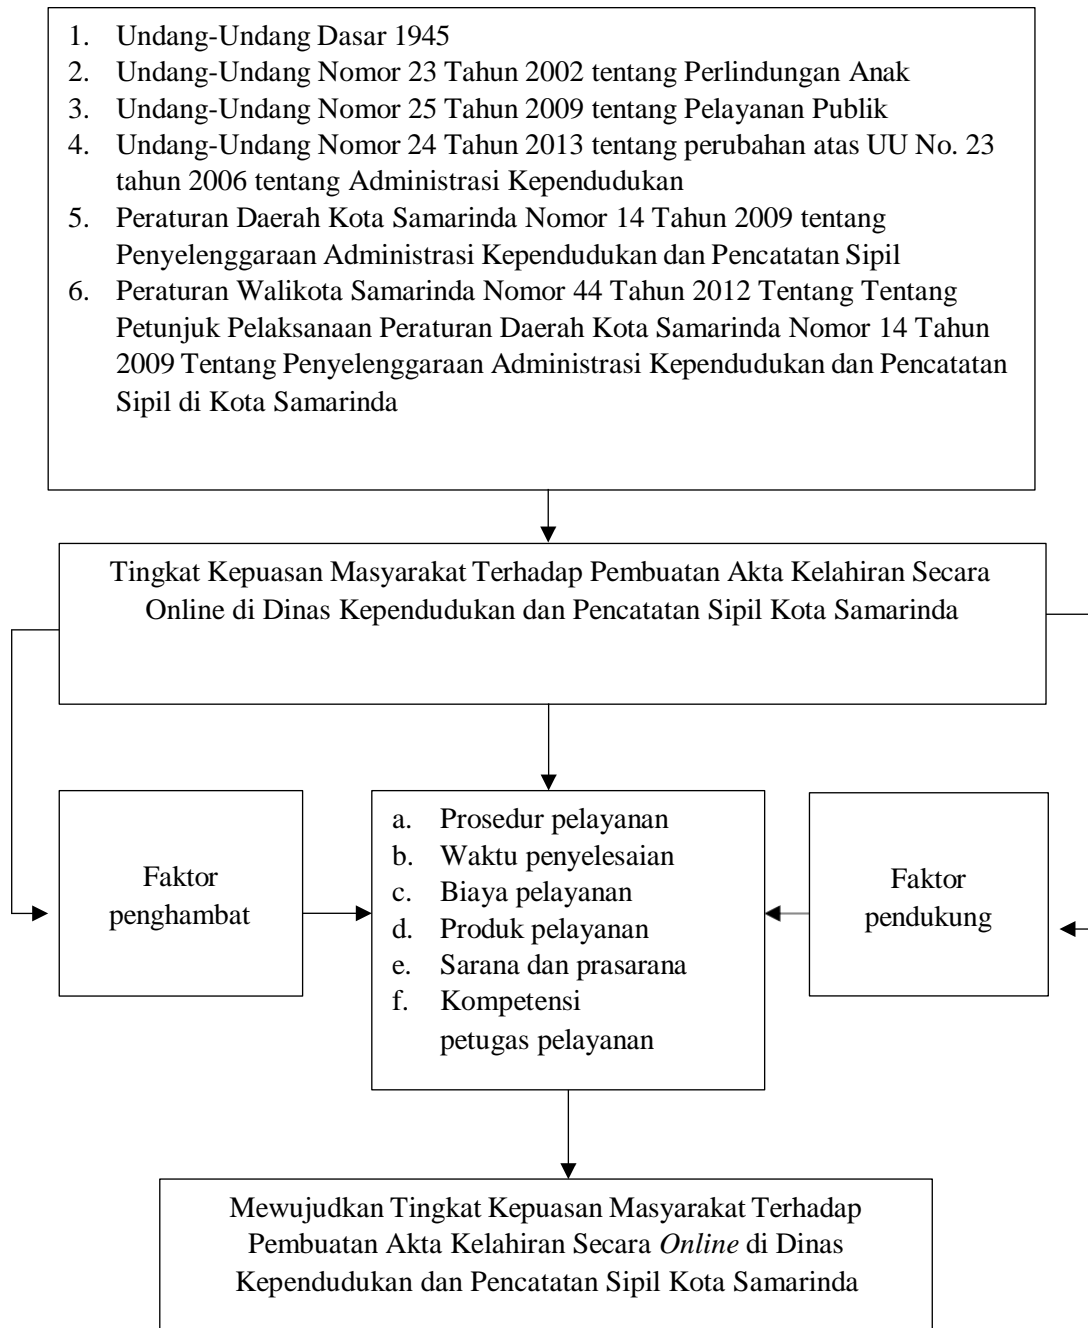 1. Undang-Undang Dasar 1945
2. Undang-Undang Nomor 23 Tahun 2002 tentang Perlindungan Anak
3. Undang-Undang Nomor 25 Tahun 2009 tentang Pelayanan Publik
4. Undang-Undang Nomor 24 Tahun 2013 tentang perubahan atas UU No. 23
tahun 2006 tentang Administrasi Kependudukan
5. Peraturan Daerah Kota Samarinda Nomor 14 Tahun 2009 tentang
Penyelenggaraan Administrasi Kependudukan dan Pencatatan Sipil
6. Peraturan Walikota Samarinda Nomor 44 Tahun 2012 Tentang Tentang
Petunjuk Pelaksanaan Peraturan Daerah Kota Samarinda Nomor 14 Tahun
2009 Tentang Penyelenggaraan Administrasi Kependudukan dan Pencatatan
Sipil di Kota Samarinda
Tingkat Kepuasan Masyarakat Terhadap Pembuatan Akta Kelahiran Secara
Online di Dinas Kependudukan dan Pencatatan Sipil Kota Samarinda
Faktor
penghambat
a. Prosedur pelayanan
b. Waktu penyelesaian
c. Biaya pelayanan
d. Produk pelayanan
e. Sarana dan prasarana
f. Kompetensi
petugas pelayanan
Faktor
pendukung
Mewujudkan Tingkat Kepuasan Masyarakat Terhadap
Pembuatan Akta Kelahiran Secara Online di Dinas
Kependudukan dan Pencatatan Sipil Kota Samarinda